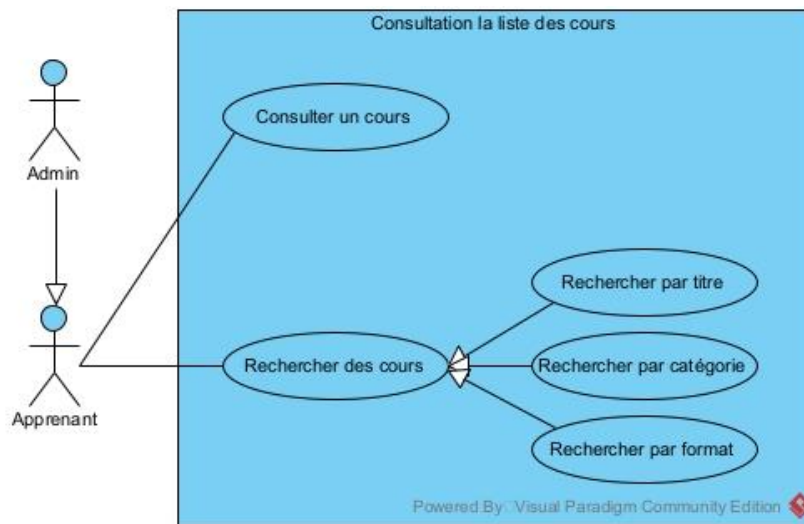 Consultation la liste des cours
Consulter un cours
Admin
Rechercher par titre
Rechercher des cours
Rechercher par catégorie
Apprenant
Rechercher par format
Powered By Visual Paradigm Community Edition